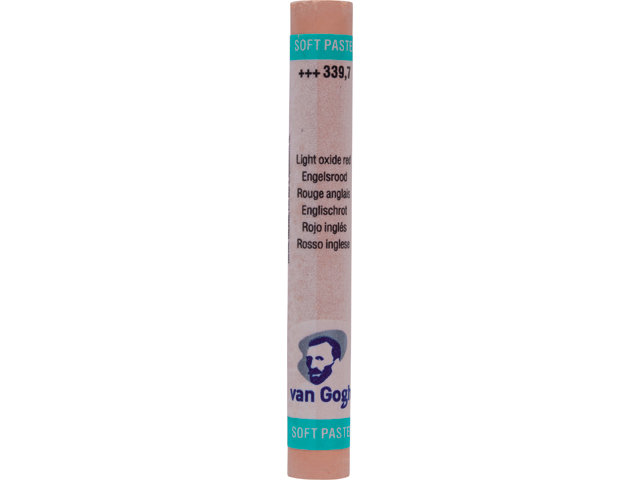 SOFT PASTE
+++ 339,7
Light oxide red
Engelsrood
Rouge anglais
Englischrot
Rojo inglés
Rosso inglese
van Gogh
SOFT PASTE